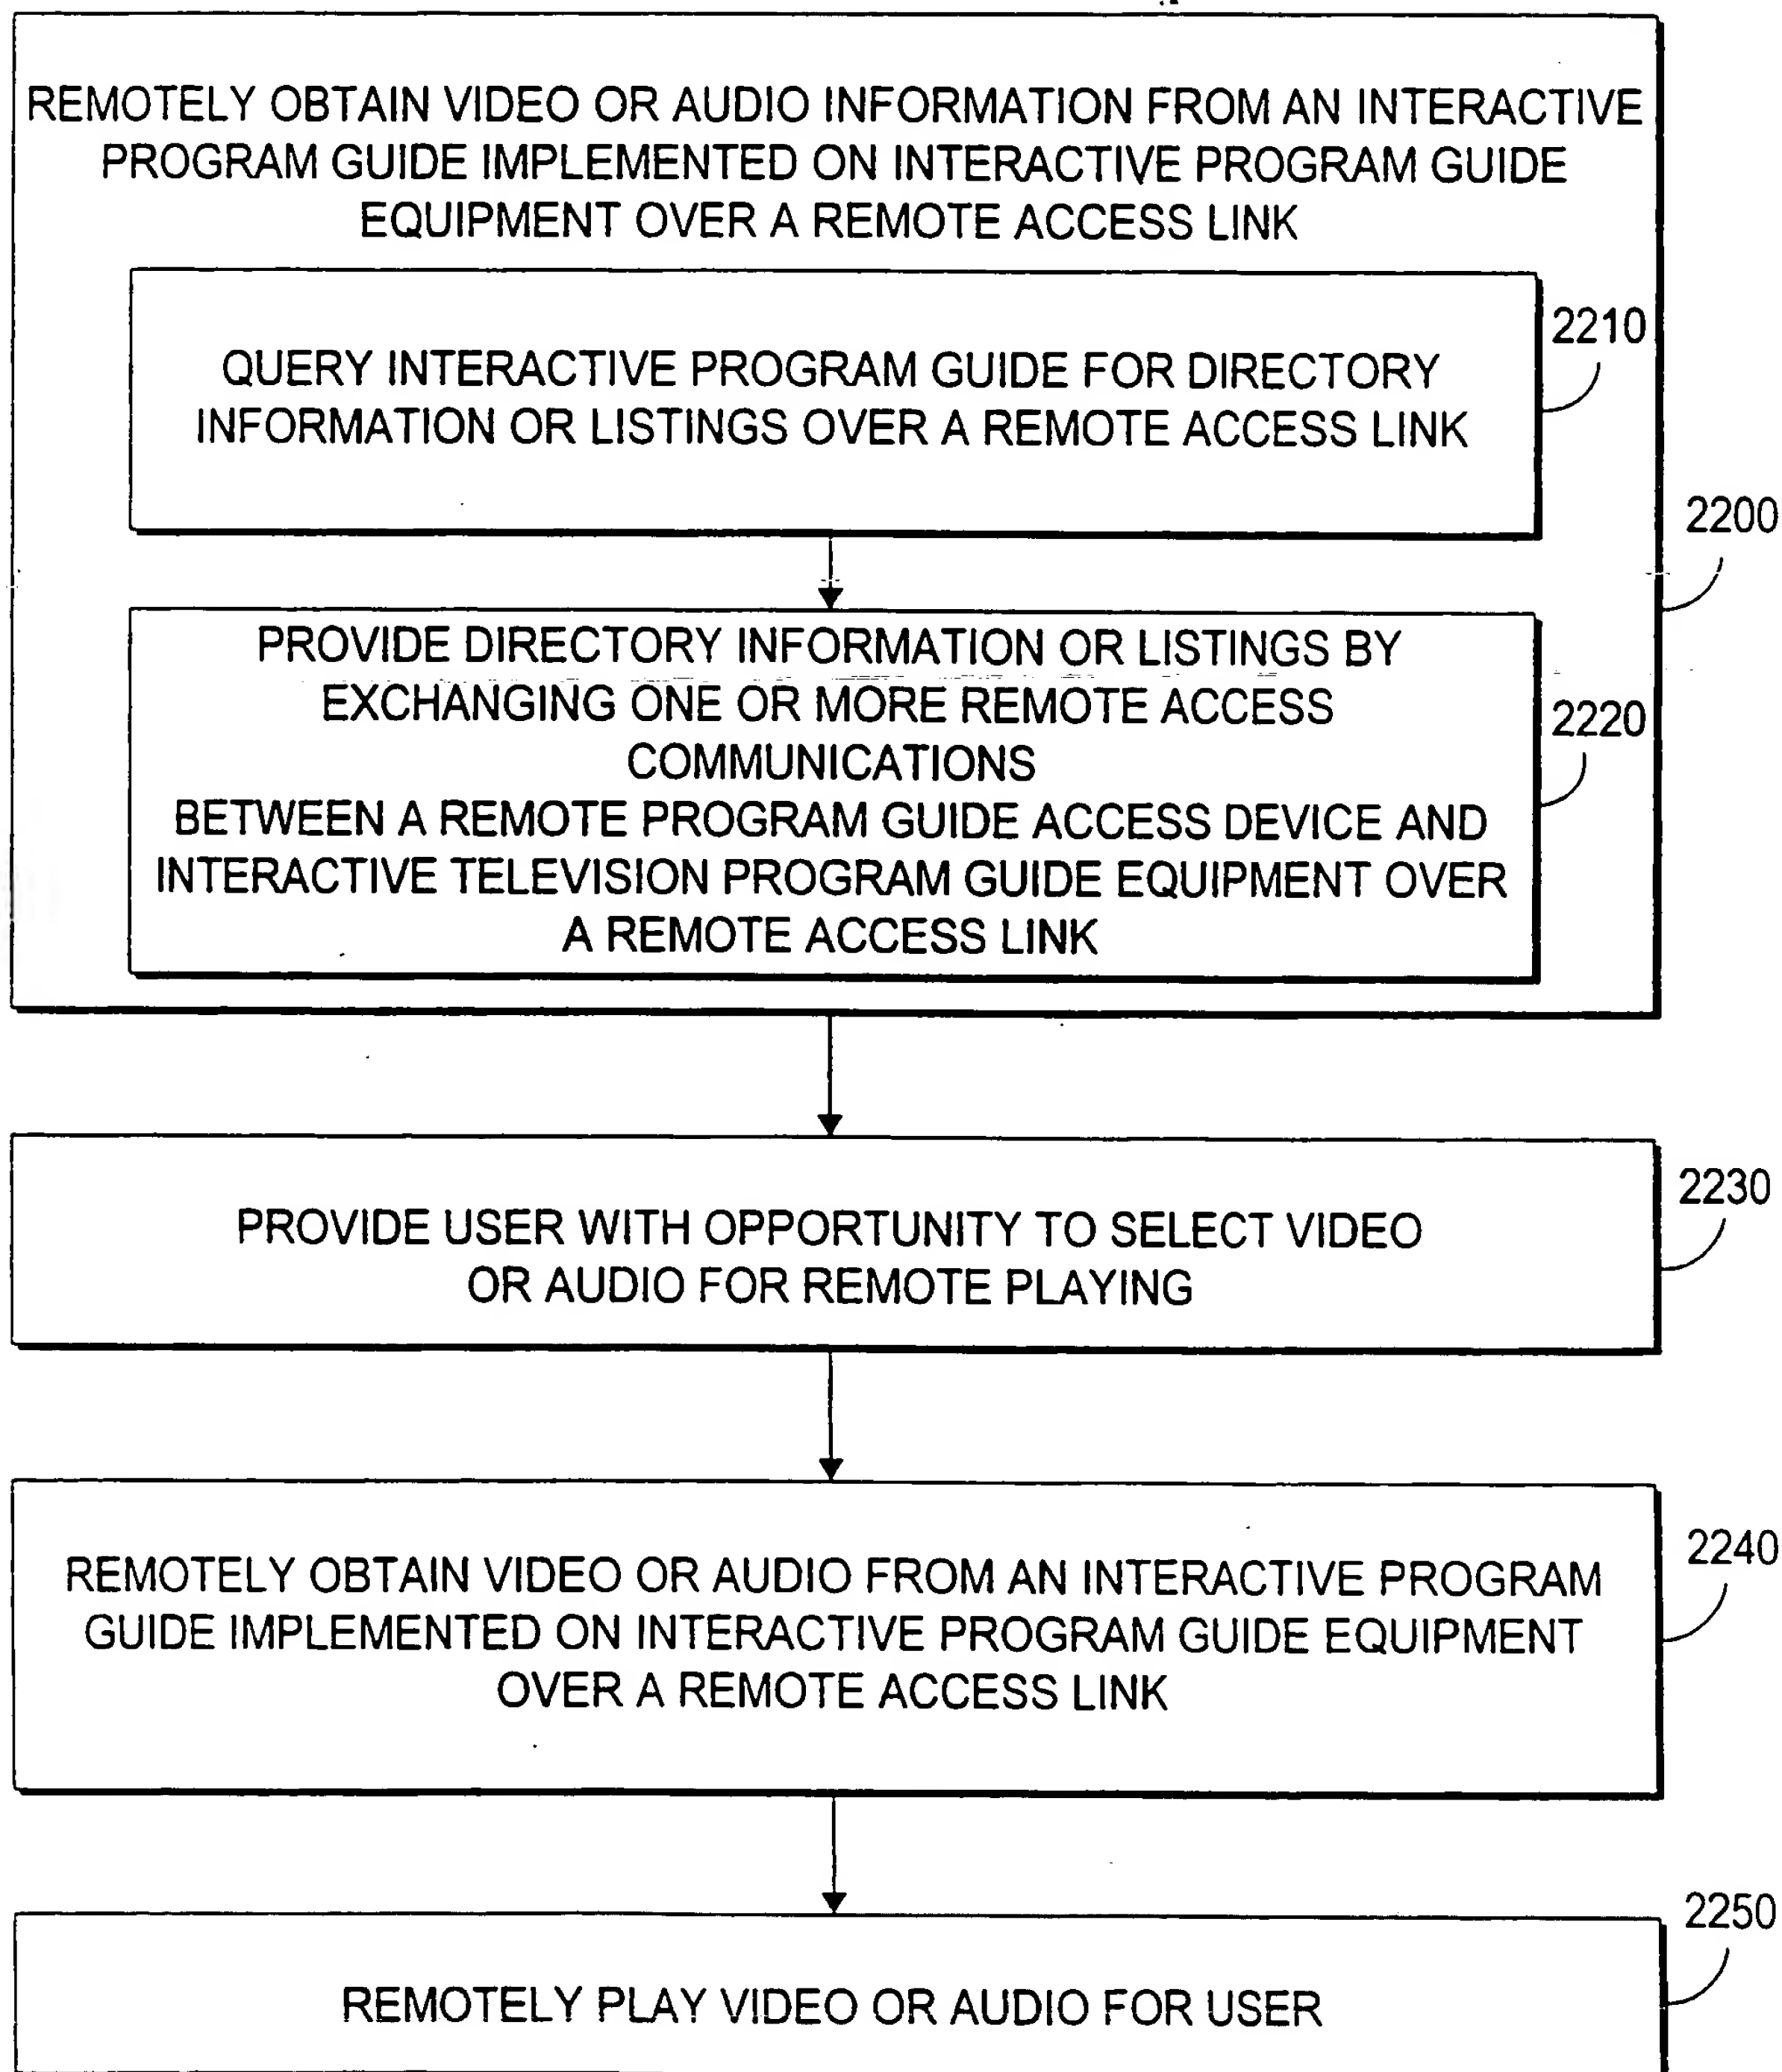 REMOTELY OBTAIN VIDEO OR AUDIO INFORMATION FROM AN INTERACTIVE
PROGRAM GUIDE IMPLEMENTED ON INTERACTIVE PROGRAM GUIDE
EQUIPMENT OVER A REMOTE ACCESS LINK
2210
QUERY INTERACTIVE PROGRAM GUIDE FOR DIRECTORY
INFORMATION OR LISTINGS OVER A REMOTE ACCESS LINK
2200
PROVIDE DIRECTORY INFORMATION OR LISTINGS BY
EXCHANGING ONE OR MORE REMOTE ACCESS
2220
COMMUNICATIONS
BETWEEN A REMOTE PROGRAM GUIDE ACCESS DEVICE AND
INTERACTIVE TELEVISION PROGRAM GUIDE EQUIPMENT OVER
A REMOTE ACCESS LINK
2230
PROVIDE USER WITH OPPORTUNITY TO SELECT VIDEO
OR AUDIO FOR REMOTE PLAYING
2240
REMOTELY OBTAIN VIDEO OR AUDIO FROM AN INTERACTIVE PROGRAM
GUIDE IMPLEMENTED ON INTERACTIVE PROGRAM GUIDE EQUIPMENT
OVER A REMOTE ACCESS LINK
2250
REMOTELY PLAY VIDEO OR AUDIO FOR USER